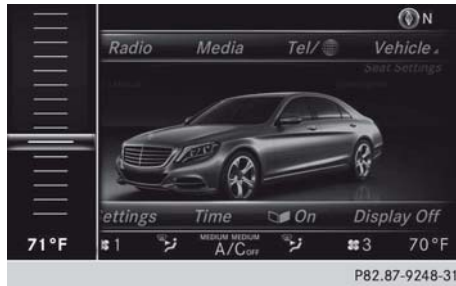 N
Radio Media Tel/ Vehicle
Seat Settings
ettings Time On Display Off
71°F 1 MEDIUM MEDIUM 3 70°F
A/C OFF
P82.87-9248-31